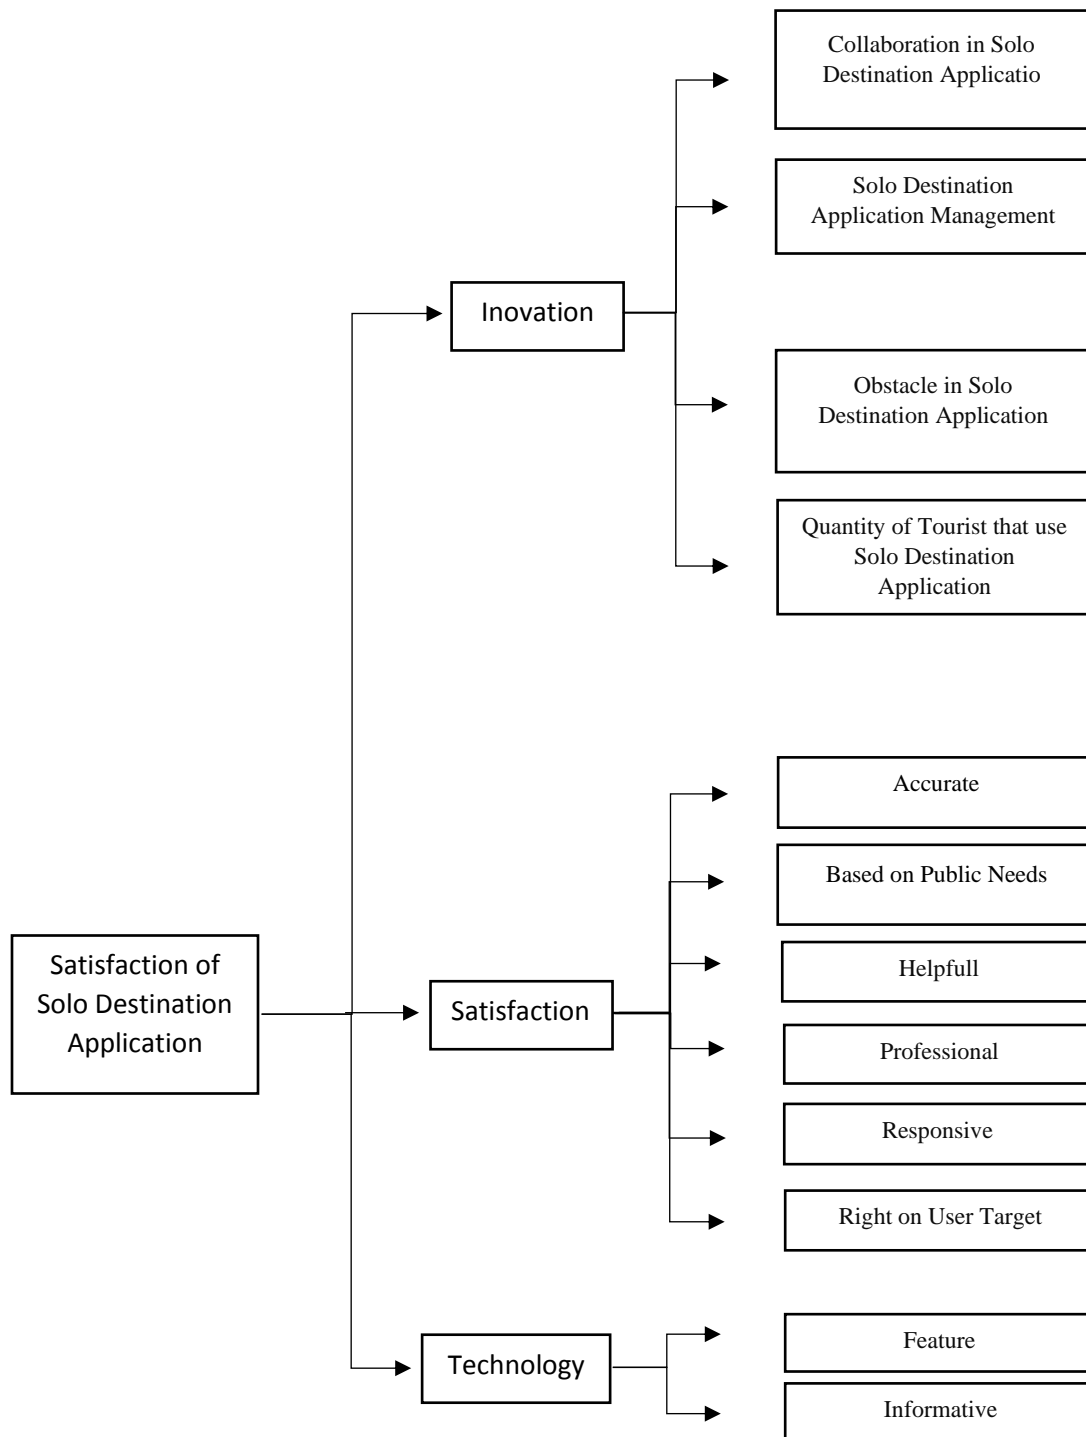 Collaboration in Solo
Destination Applicatio
Solo Destination
Application Management
Inovation
Obstacle in Solo
Destination Application
Quantity of Tourist that use
Solo Destination
Application
Accurate
Based on Public Needs
Satisfaction of
Solo Destination
Application
Helpfull
Satisfaction
Professional
Responsive
Right on User Target
Technology
Feature
Informative